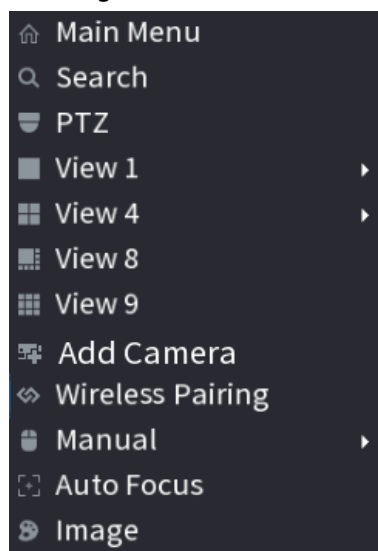 Main Menu
Search
PTZ
View 1
View 4
View 8
View 9
Add Camera
Wireless Pairing
Manual
Auto Focus
Image